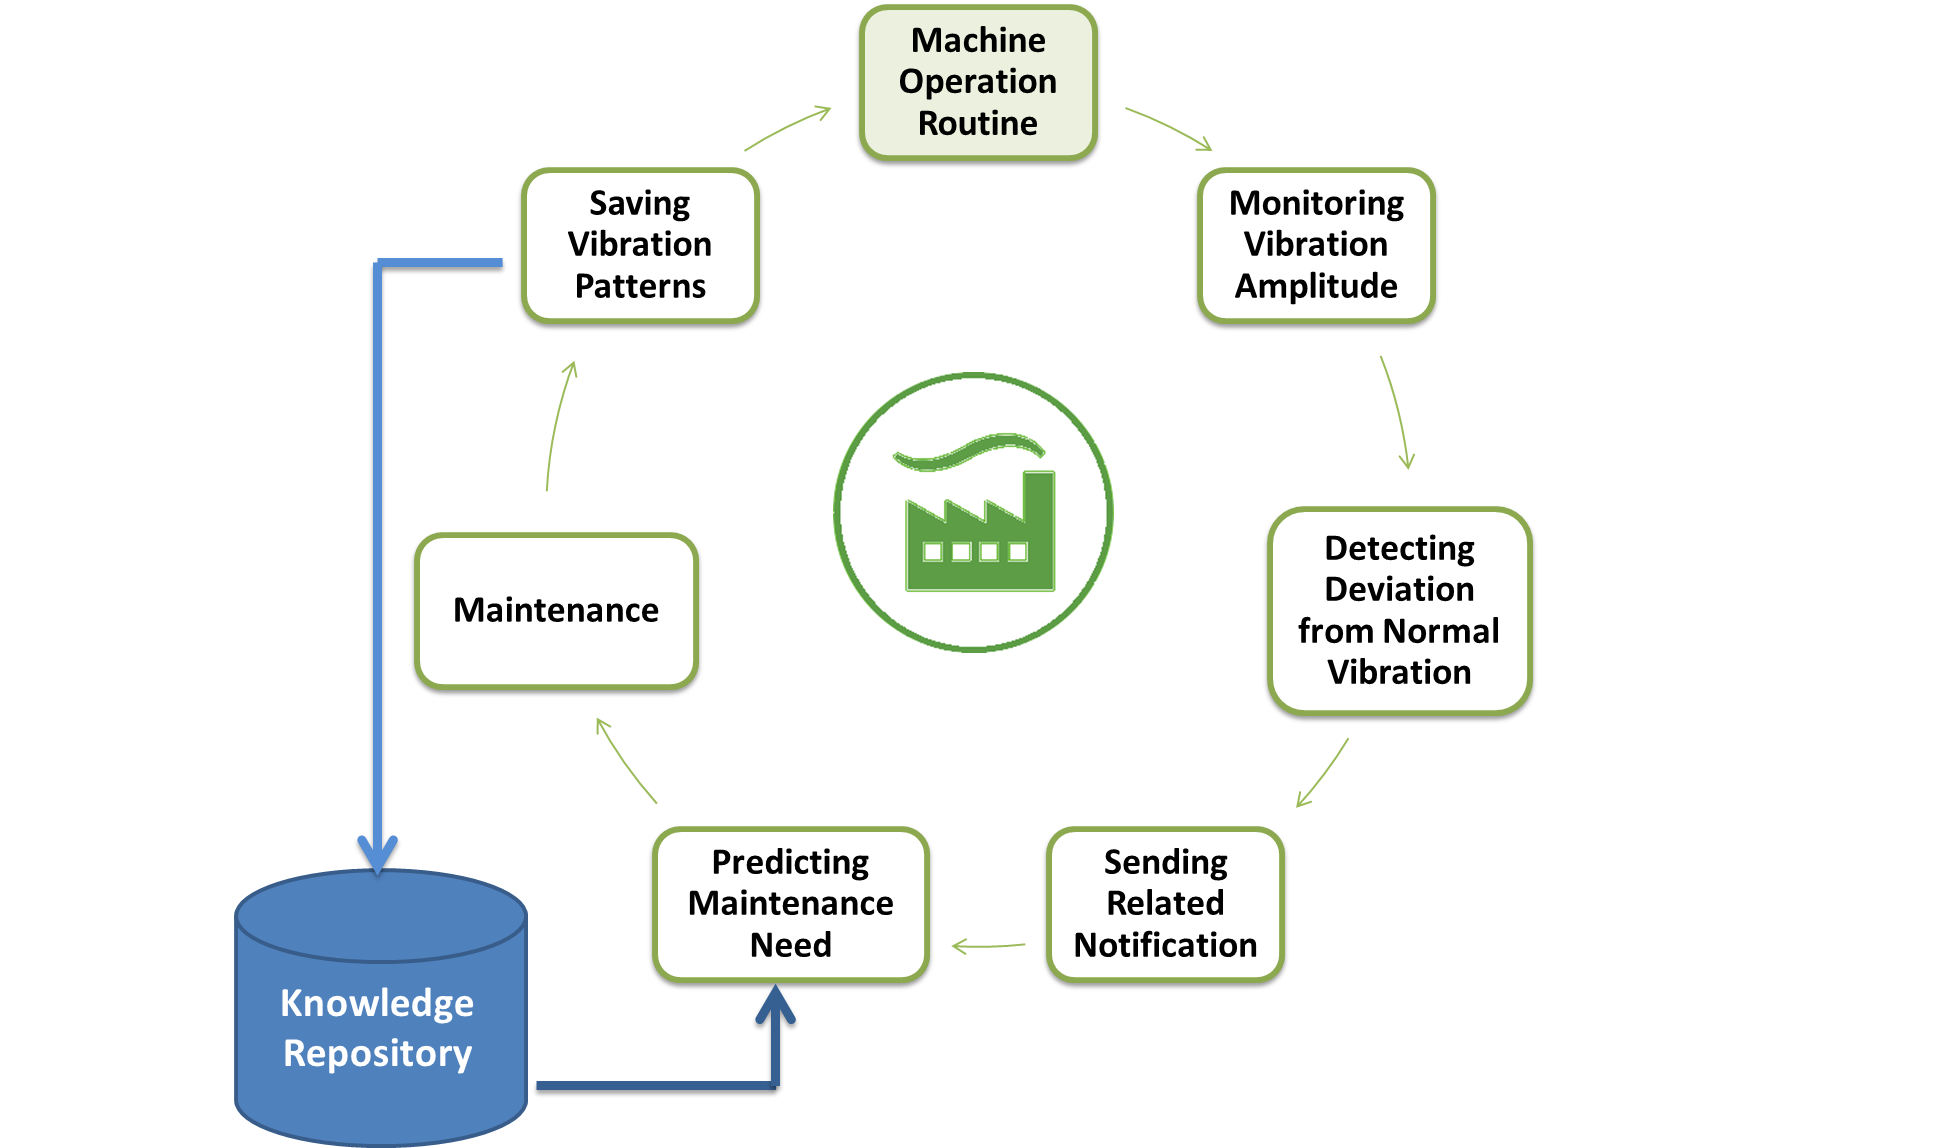 Machine
Operation
Routine
Monitoring
Vibration
Amplitude
Detecting
Deviation
from Normal
Vibration
Sending
Related
Notification
Predicting
Maintenance
Need
Maintenance
Saving
Vibration
Patterns
Knowledge
Repository